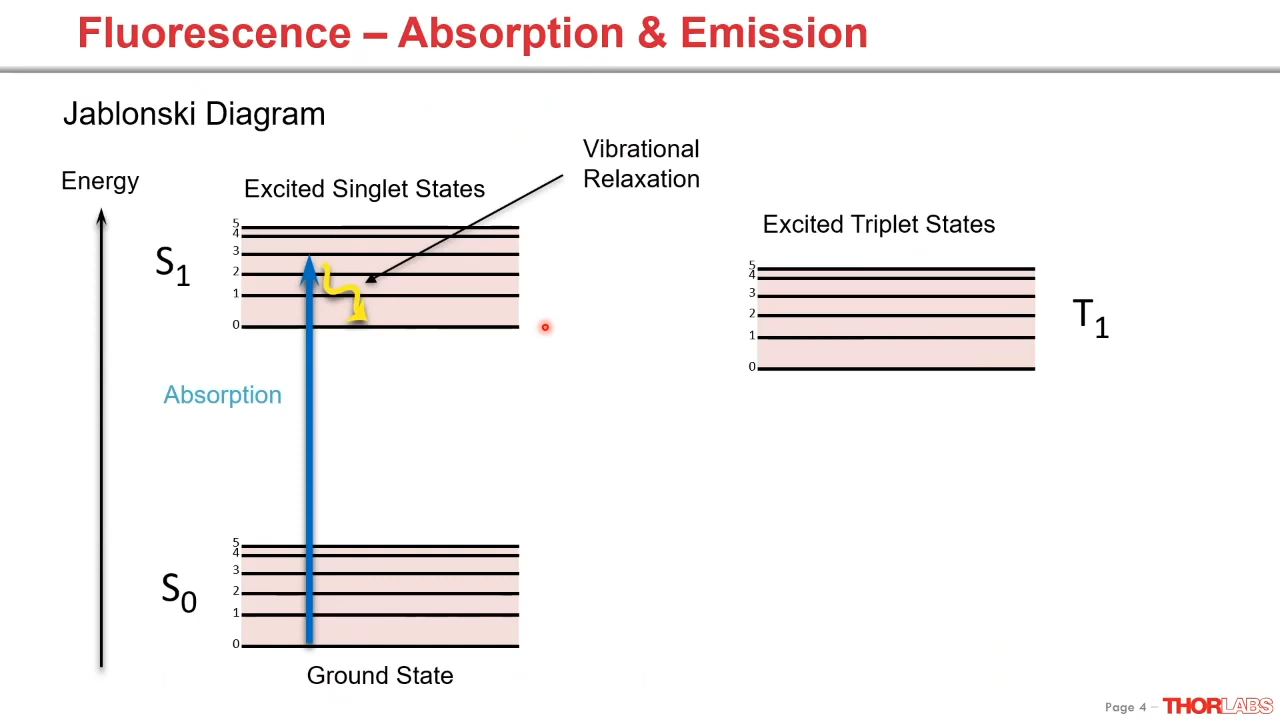 Fluorescence – Absorption & Emission
Jablonski Diagram
Vibrational
Relaxation
Energy
Excited Singlet States
5
4
3
2
1
0
S1
Excited Triplet States
5
4
3
2
1
0
T1
Absorption
5
4
3
2
1
0
S0
Ground State
Page 4 – THORLABS